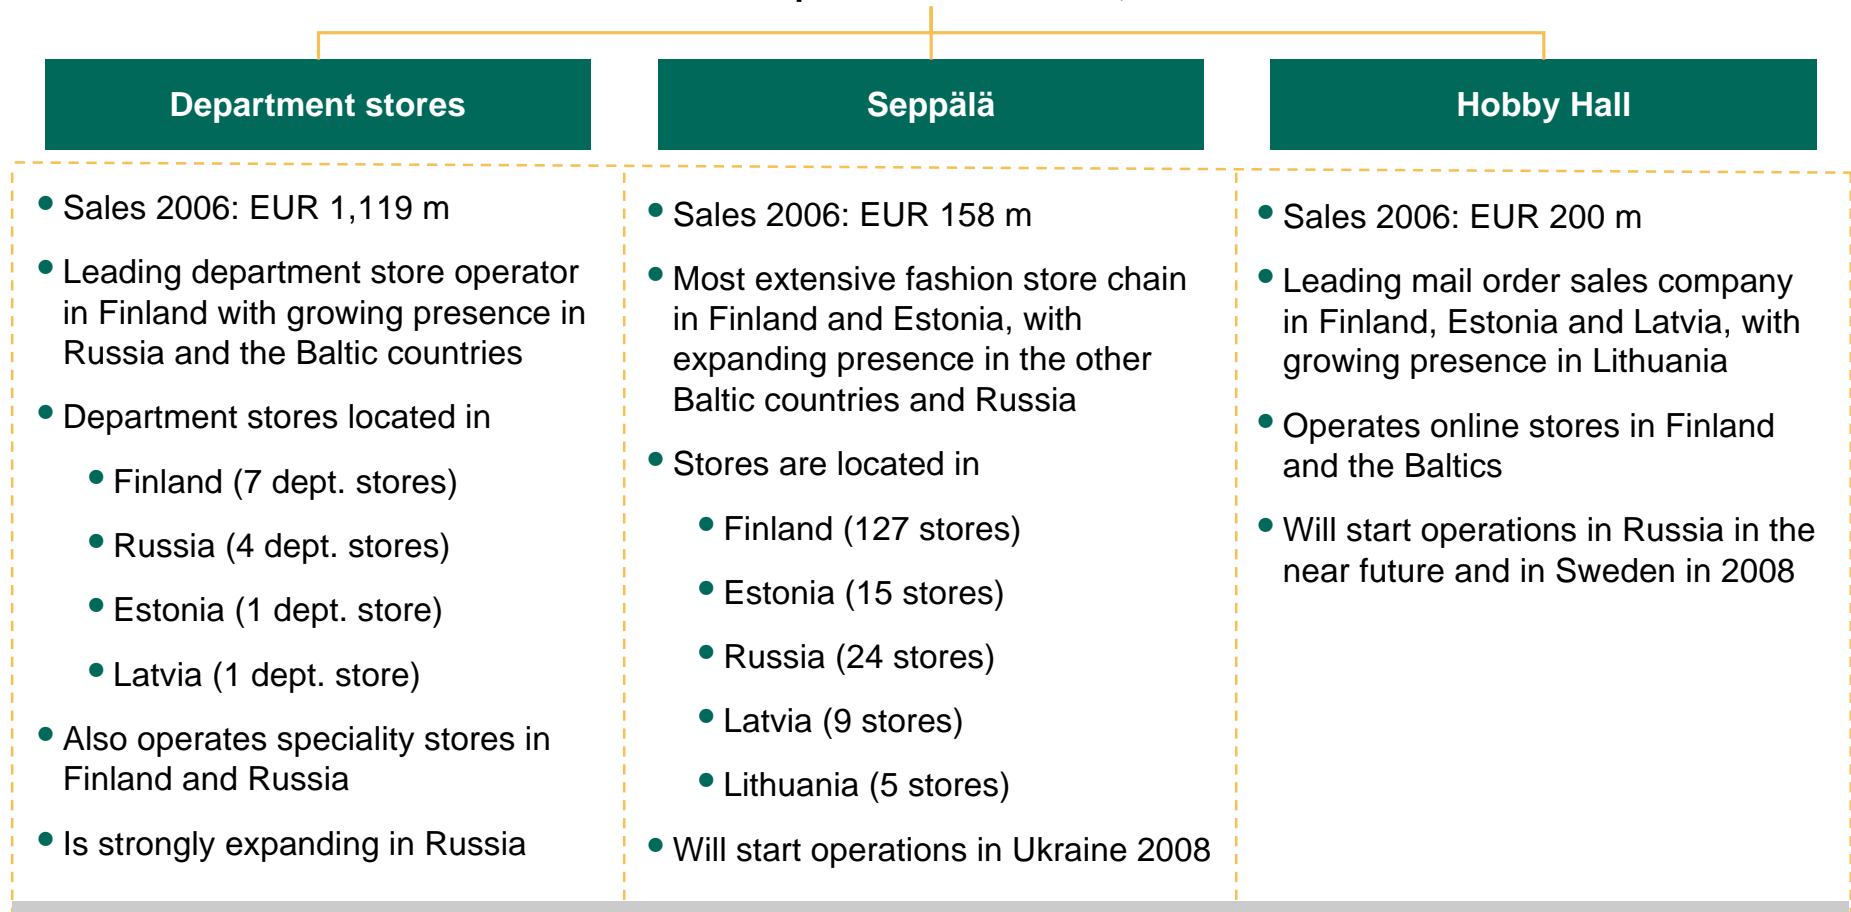 Department stores
• Sales 2006: EUR 1,119 m
• Leading department store operator
in Finland with growing presence in
Russia and the Baltic countries
• Department stores located in
• Finland (7 dept. stores)
• Russia (4 dept. stores)
• Estonia (1 dept. store)
• Latvia (1 dept. store)
• Also operates speciality stores in
Finland and Russia
• Is strongly expanding in Russia
Seppälä
• Sales 2006: EUR 158 m
• Most extensive fashion store chain
in Finland and Estonia, with
expanding presence in the other
Baltic countries and Russia
• Stores are located in
• Finland (127 stores)
• Estonia (15 stores)
• Russia (24 stores)
• Latvia (9 stores)
• Lithuania (5 stores)
• Will start operations in Ukraine 2008
Hobby Hall
• Sales 2006: EUR 200 m
• Leading mail order sales company
in Finland, Estonia and Latvia, with
growing presence in Lithuania
• Operates online stores in Finland
and the Baltics
• Will start operations in Russia in the
near future and in Sweden in 2008